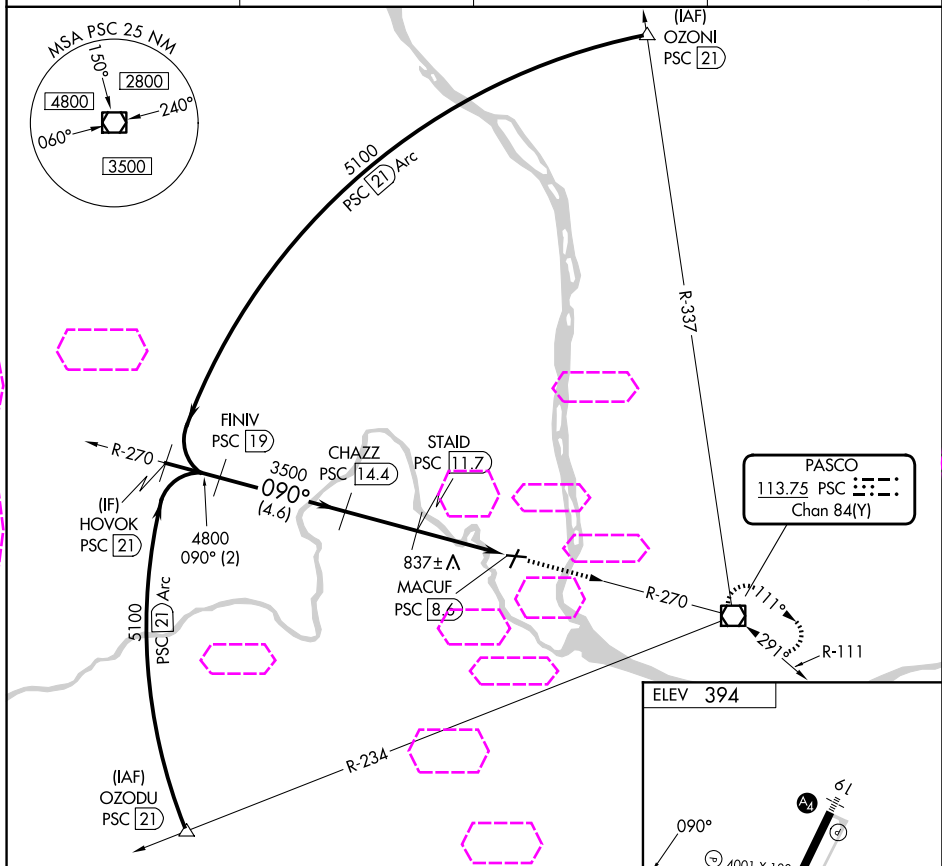 MSA PSC 25 NM
150°
2800
4800
240°
060°
3500
(IAF)
OZONI
PSC 21
5100
PSC 21 Arc
R-337
FINIV
PSC 19
R-270
3500
090°
(4.6)
CHAZZ
PSC 14.4
STAID
PSC 11.7
PASCO
113.75 PSC
Chan 84(Y)
(IF)
HOVOK
PSC 21
4800
090° (2)
837±
MACUF
PSC 8.6
R-270
111°
291°
R-111
5100
PSC 21 Arc
R-234
(IAF)
OZODU
PSC 21
ELEV 394
19
A4
P
090°
P